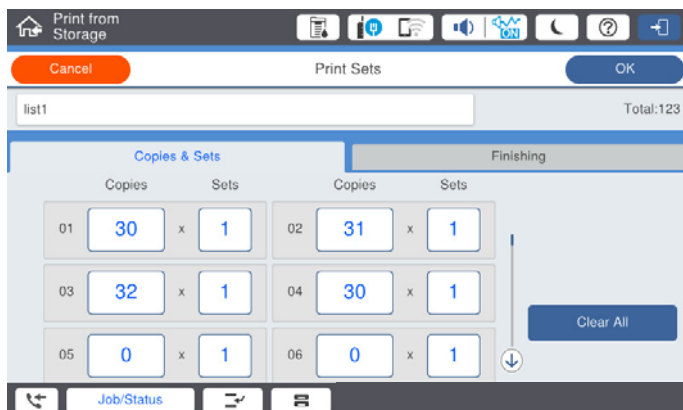 Print from
Storage
ON
Cancel
Print Sets
OK
list1
Total:123
Copies & Sets
Finishing
Copies Sets Copies Sets
01 30 x 1 02 31 x 1
03 32 x 1 04 30 x 1
Clear All
05 0 x 1 06 0 x 1
Job/Status